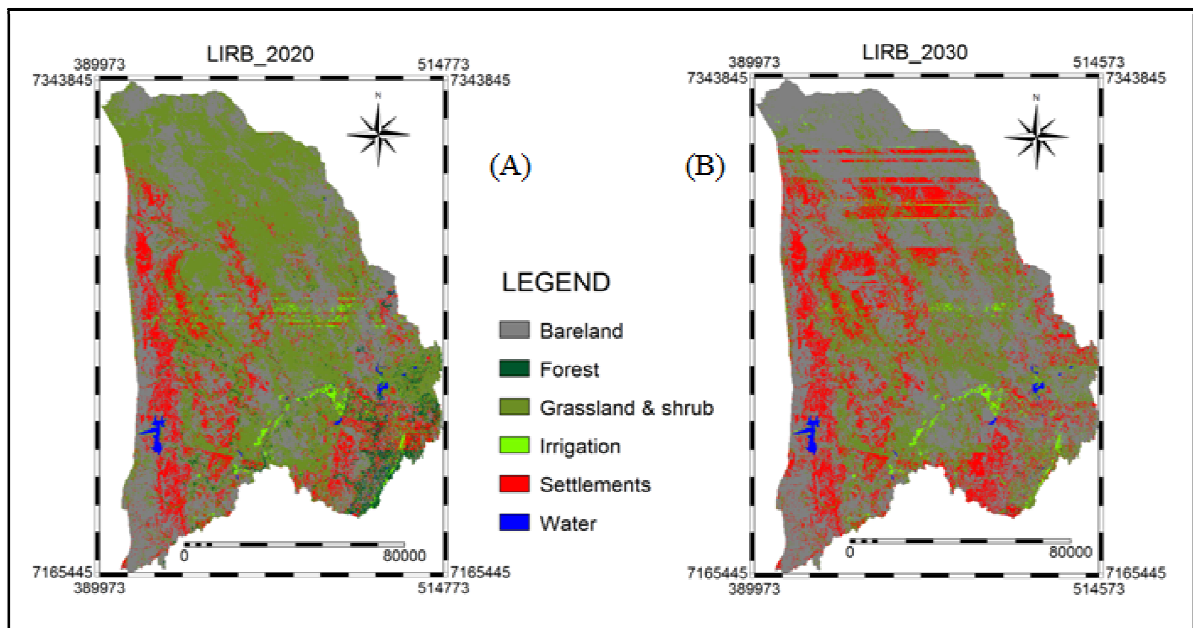 LIRB_2020
389973 514773
7343845 7343845
N
0 80000
7165445 7165445
389973 514773
(A)
LEGEND
Bareland
Forest
Grassland & shrub
Irrigation
Settlements
Water
(B)
LIRB_2030
389973 514573
7343845 7343845
N
0 80000
7165445 7165445
389973 514573